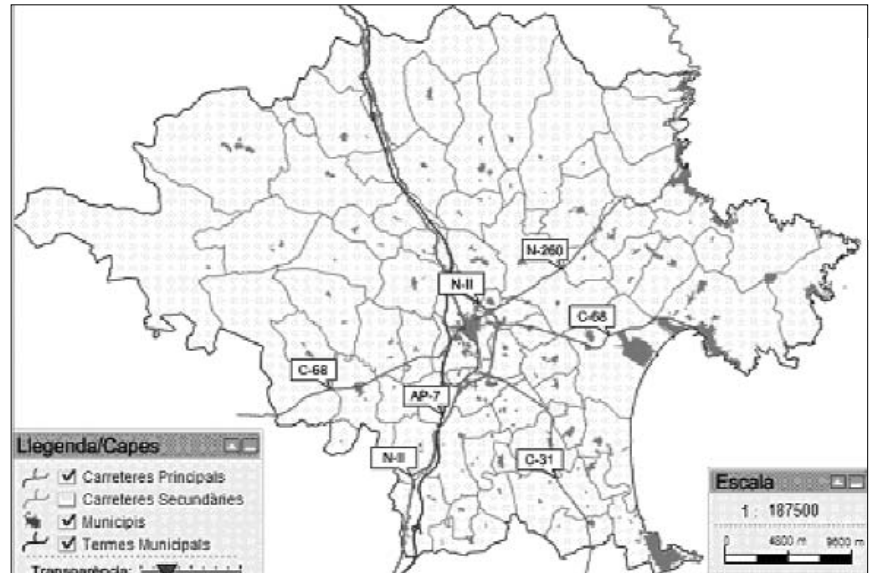 N-260
N-II
C-68
C-68
AP-7
N-II
C-31
Llegenda/Capes
Carreteres Principals
Carreteres Secundàries
Municipis
Termes Municipals
Transparència:
Escala
1 : 187500
0 4800 m 9600 m